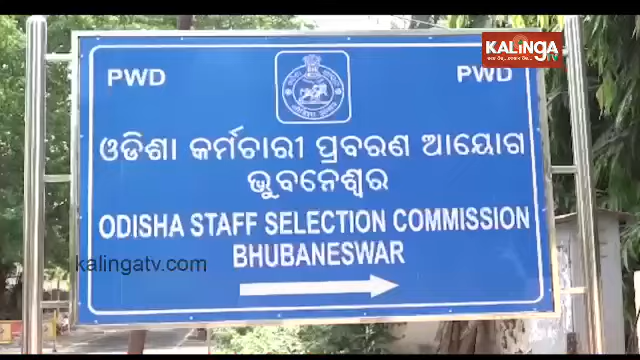 KALINGA TV
PWD PWD
ଓଡିଶା କର୍ମଚାରୀ ପ୍ରବରଣ ଆୟୋଗ
ଭୁବନେଶ୍ୱର
ODISHA STAFF SELECTION COMMISSION
BHUBANESWAR
kalingatv.com